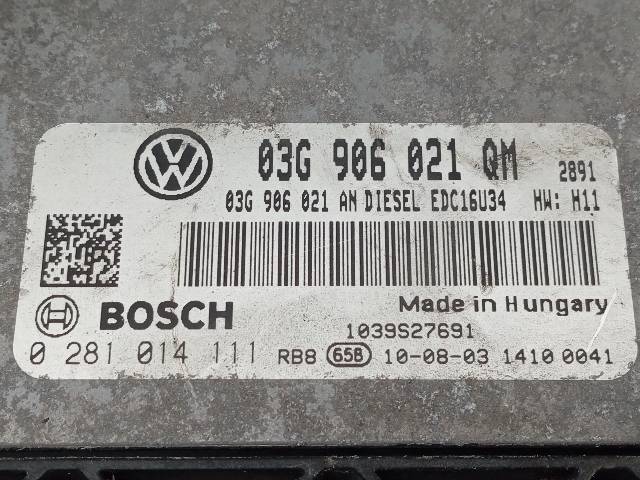 03G 906 021 QM 2891
03G 906 021 AN DIESEL EDC16U34 HW: H11
BOSCH
Made in Hungary
1039S27691
0 281 014 111 RB8 658 10-08-03 1410 0041